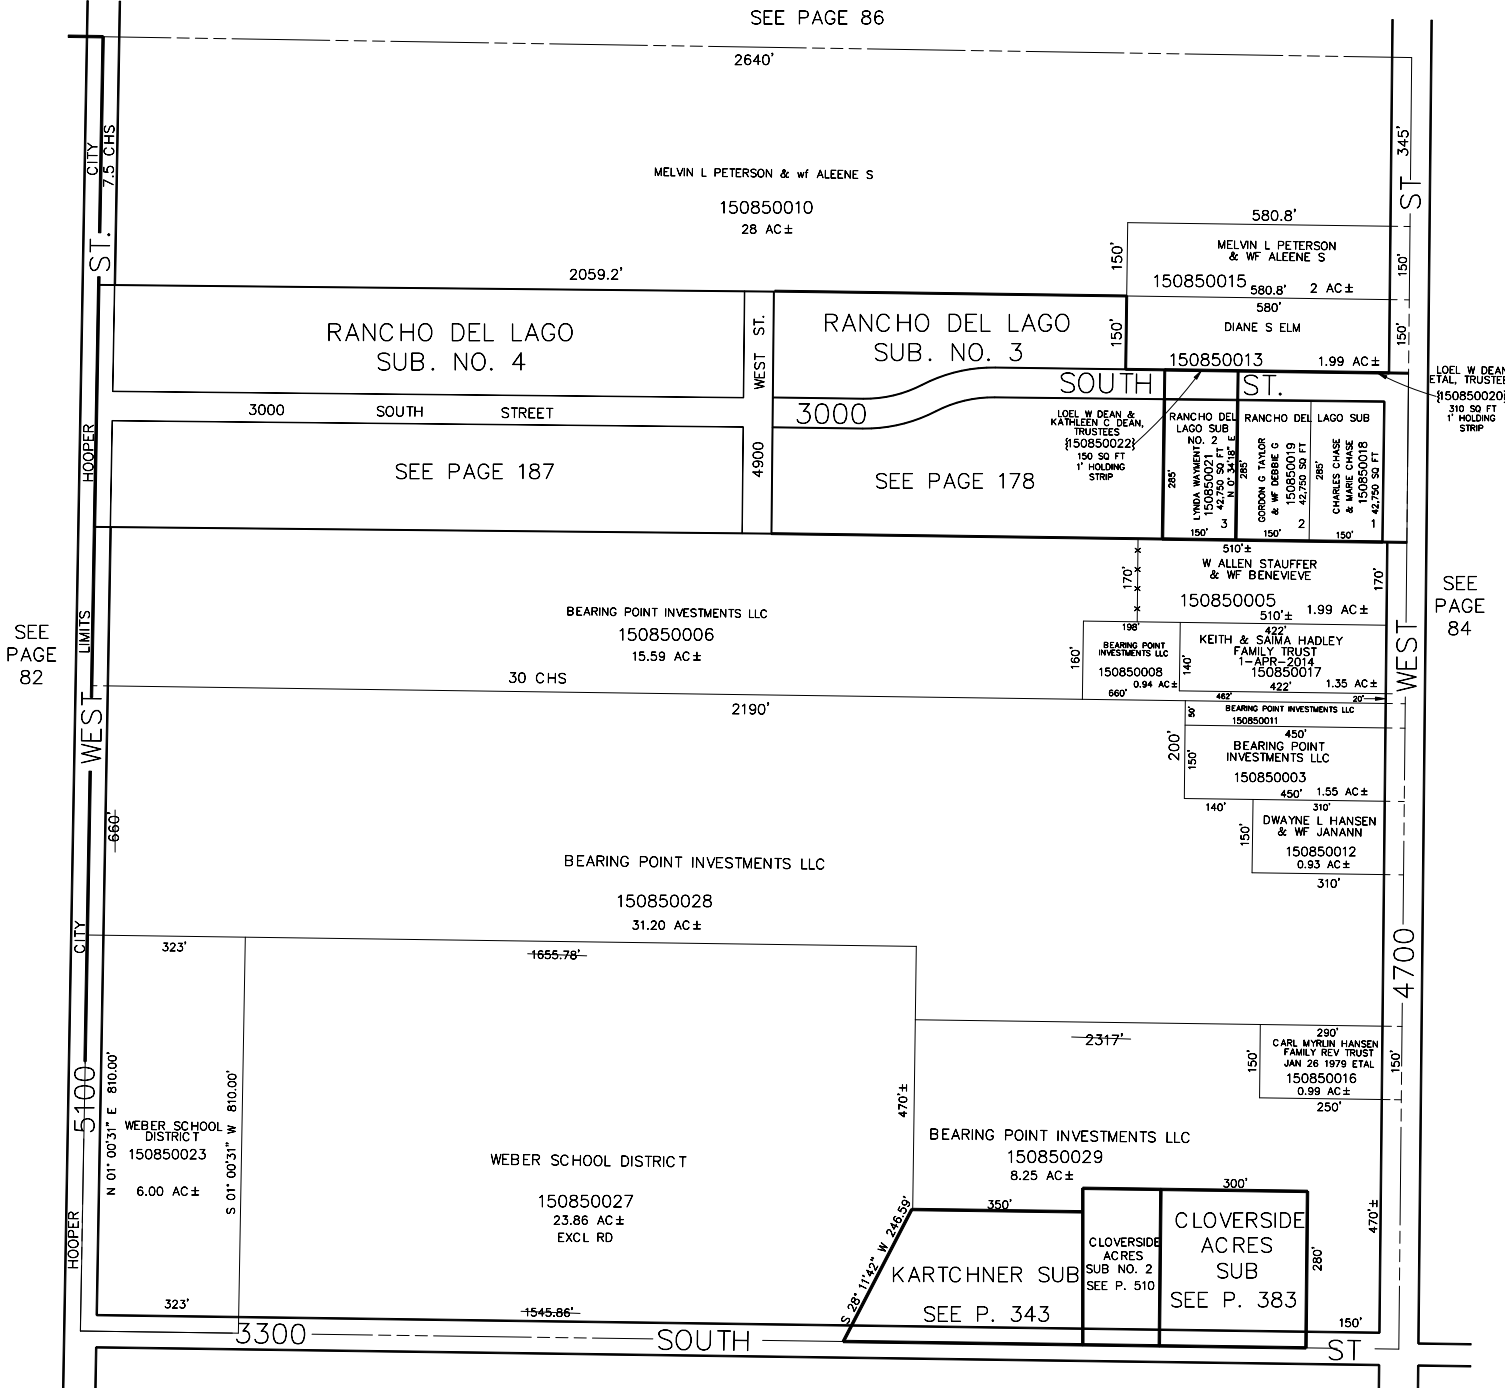 SEE PAGE 86
2640'
CITY
7.5 CHS
345'
ST
MELVIN L PETERSON & wf ALEENE S
150850010
28 AC±
580.8'
150'
MELVIN L PETERSON
& WF ALEENE S
150850015
580.8'
2 AC±
150'
ST.
2059.2'
580'
DIANE S ELM
150'
150850013
1.99 AC±
150'
RANCHO DEL LAGO
SUB. NO. 4
WEST ST.
RANCHO DEL LAGO
SUB. NO. 3
SOUTH
ST.
LOEL W DEAN
ETAL, TRUSTEE
{150850020}
310 SQ FT
1' HOLDING
STRIP
3000 SOUTH STREET
3000
LOEL W DEAN &
KATHLEEN C DEAN,
TRUSTEES
{150850022}
150 SQ FT
1' HOLDING
STRIP
HOOPER
SEE PAGE 187
4900
SEE PAGE 178
RANCHO DEL
LAGO SUB
NO. 2
285'
LYNDA WAYMENT
150850021
42,750 SQ FT
N 0° 34'18" E
150'
3
RANCHO DEL LAGO SUB
285'
GORDON G TAYLOR
& WF DEBBIE G
150850019
42,750 SQ FT
150'
2
285'
CHARLES CHASE
& MARIE CHASE
150850018
42,750 SQ FT
150'
1
510'±
W ALLEN STAUFFER
& WF BENEVIEVE
170'
170'
150850005
510'±
1.99 AC±
SEE
PAGE
84
SEE
PAGE
82
LIMITS
BEARING POINT INVESTMENTS LLC
150850006
15.59 AC±
198'
BEARING POINT
INVESTMENTS LLC
160'
150850008
0.94 AC±
660'
422'
KEITH & SAIMA HADLEY
FAMILY TRUST
1-APR-2014
140'
150850017
422'
1.35 AC±
WEST
30 CHS
462'
20'
2190'
WEST
50'
BEARING POINT INVESTMENTS LLC
150850011
450'
200'
150'
BEARING POINT
INVESTMENTS LLC
150850003
450'
1.55 AC±
140'
310'
150'
DWAYNE L HANSEN
& WF JANANN
150850012
0.93 AC±
310'
660'
BEARING POINT INVESTMENTS LLC
150850028
31.20 AC±
CITY
323'
1655.78'
4700
2317'
290'
CARL MYRLIN HANSEN
FAMILY REV TRUST
JAN 26 1979 ETAL
150'
150'
150850016
0.99 AC±
250'
5100
N 01° 00'31" E 810.00'
WEBER SCHOOL
DISTRICT
150850023
6.00 AC±
S 01° 00'31" W 810.00'
470'±
WEBER SCHOOL DISTRICT
150850027
23.86 AC±
EXCL RD
BEARING POINT INVESTMENTS LLC
150850029
8.25 AC±
350'
300'
HOOPER
S 28° 11'42" W 246.59'
KARTCHNER SUB
SEE P. 343
CLOVERSIDE
ACRES
SUB NO. 2
SEE P. 510
CLOVERSIDE
ACRES
SUB
SEE P. 383
280'
470'±
323'
1545.86'
150'
3300
SOUTH
ST